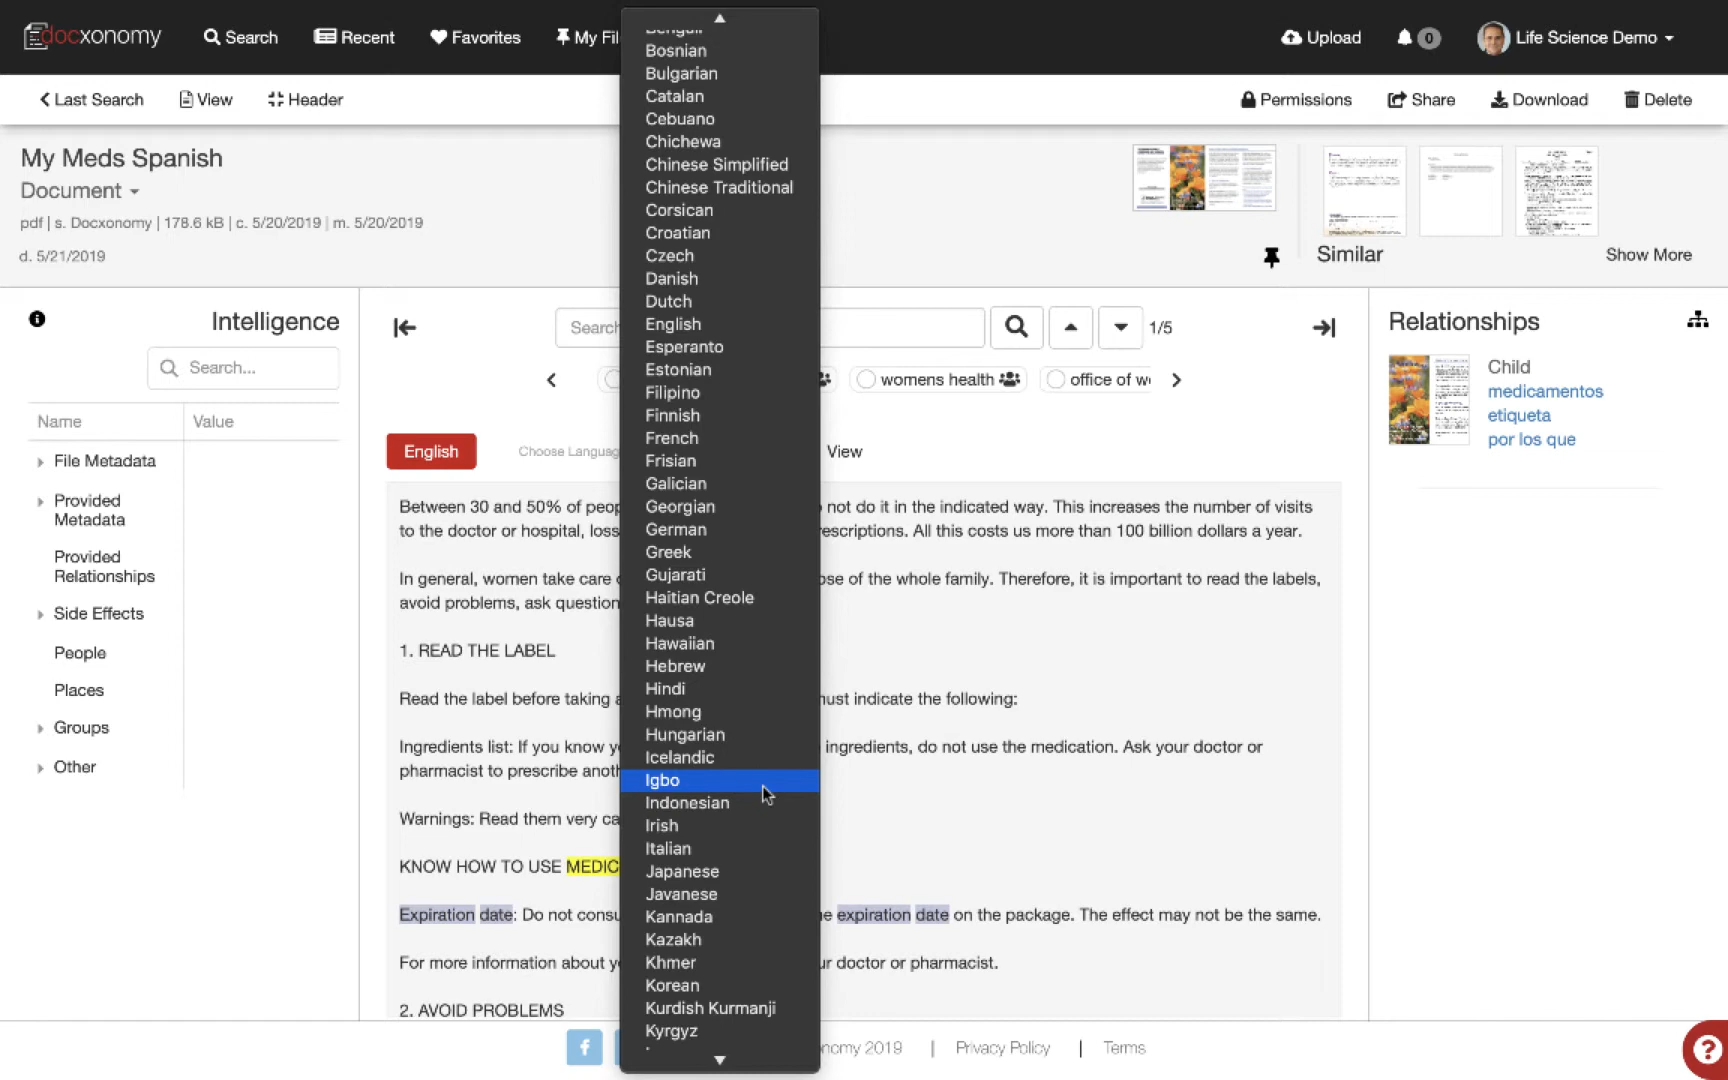 docxonomy
Search
Recent
Favorites
My Fil
Upload
0
Life Science Demo
Last Search
View
Header
Permissions
Share
Download
Delete
My Meds Spanish
Document
pdf | s. Docxonomy | 178.6 kB | c. 5/20/2019 | m. 5/20/2019
d. 5/21/2019
Similar
Show More
Intelligence
Search...
Name
Value
File Metadata
Provided
Metadata
Provided
Relationships
Side Effects
People
Places
Groups
Other
Search
1/5
womens health
office of w
English
Choose Languag
View
Between 30 and 50% of peop
not do it in the indicated way. This increases the number of visits
to the doctor or hospital, loss
rescriptions. All this costs us more than 100 billion dollars a year.
In general, women take care
ose of the whole family. Therefore, it is important to read the labels,
avoid problems, ask question
1. READ THE LABEL
Read the label before taking a
must indicate the following:
Ingredients list: If you know y
ingredients, do not use the medication. Ask your doctor or
pharmacist to prescribe anoth
Warnings: Read them very ca
KNOW HOW TO USE MEDIC
Expiration date: Do not consu
he expiration date on the package. The effect may not be the same.
For more information about y
ur doctor or pharmacist.
2. AVOID PROBLEMS
Bengali
Bosnian
Bulgarian
Catalan
Cebuano
Chichewa
Chinese Simplified
Chinese Traditional
Corsican
Croatian
Czech
Danish
Dutch
English
Esperanto
Estonian
Filipino
Finnish
French
Frisian
Galician
Georgian
German
Greek
Gujarati
Haitian Creole
Hausa
Hawaiian
Hebrew
Hindi
Hmong
Hungarian
Icelandic
Igbo
Indonesian
Irish
Italian
Japanese
Javanese
Kannada
Kazakh
Khmer
Korean
Kurdish Kurmanji
Kyrgyz
Relationships
Child
medicamentos
etiqueta
por los que
f
onomy 2019
|
Privacy Policy
|
Terms
?